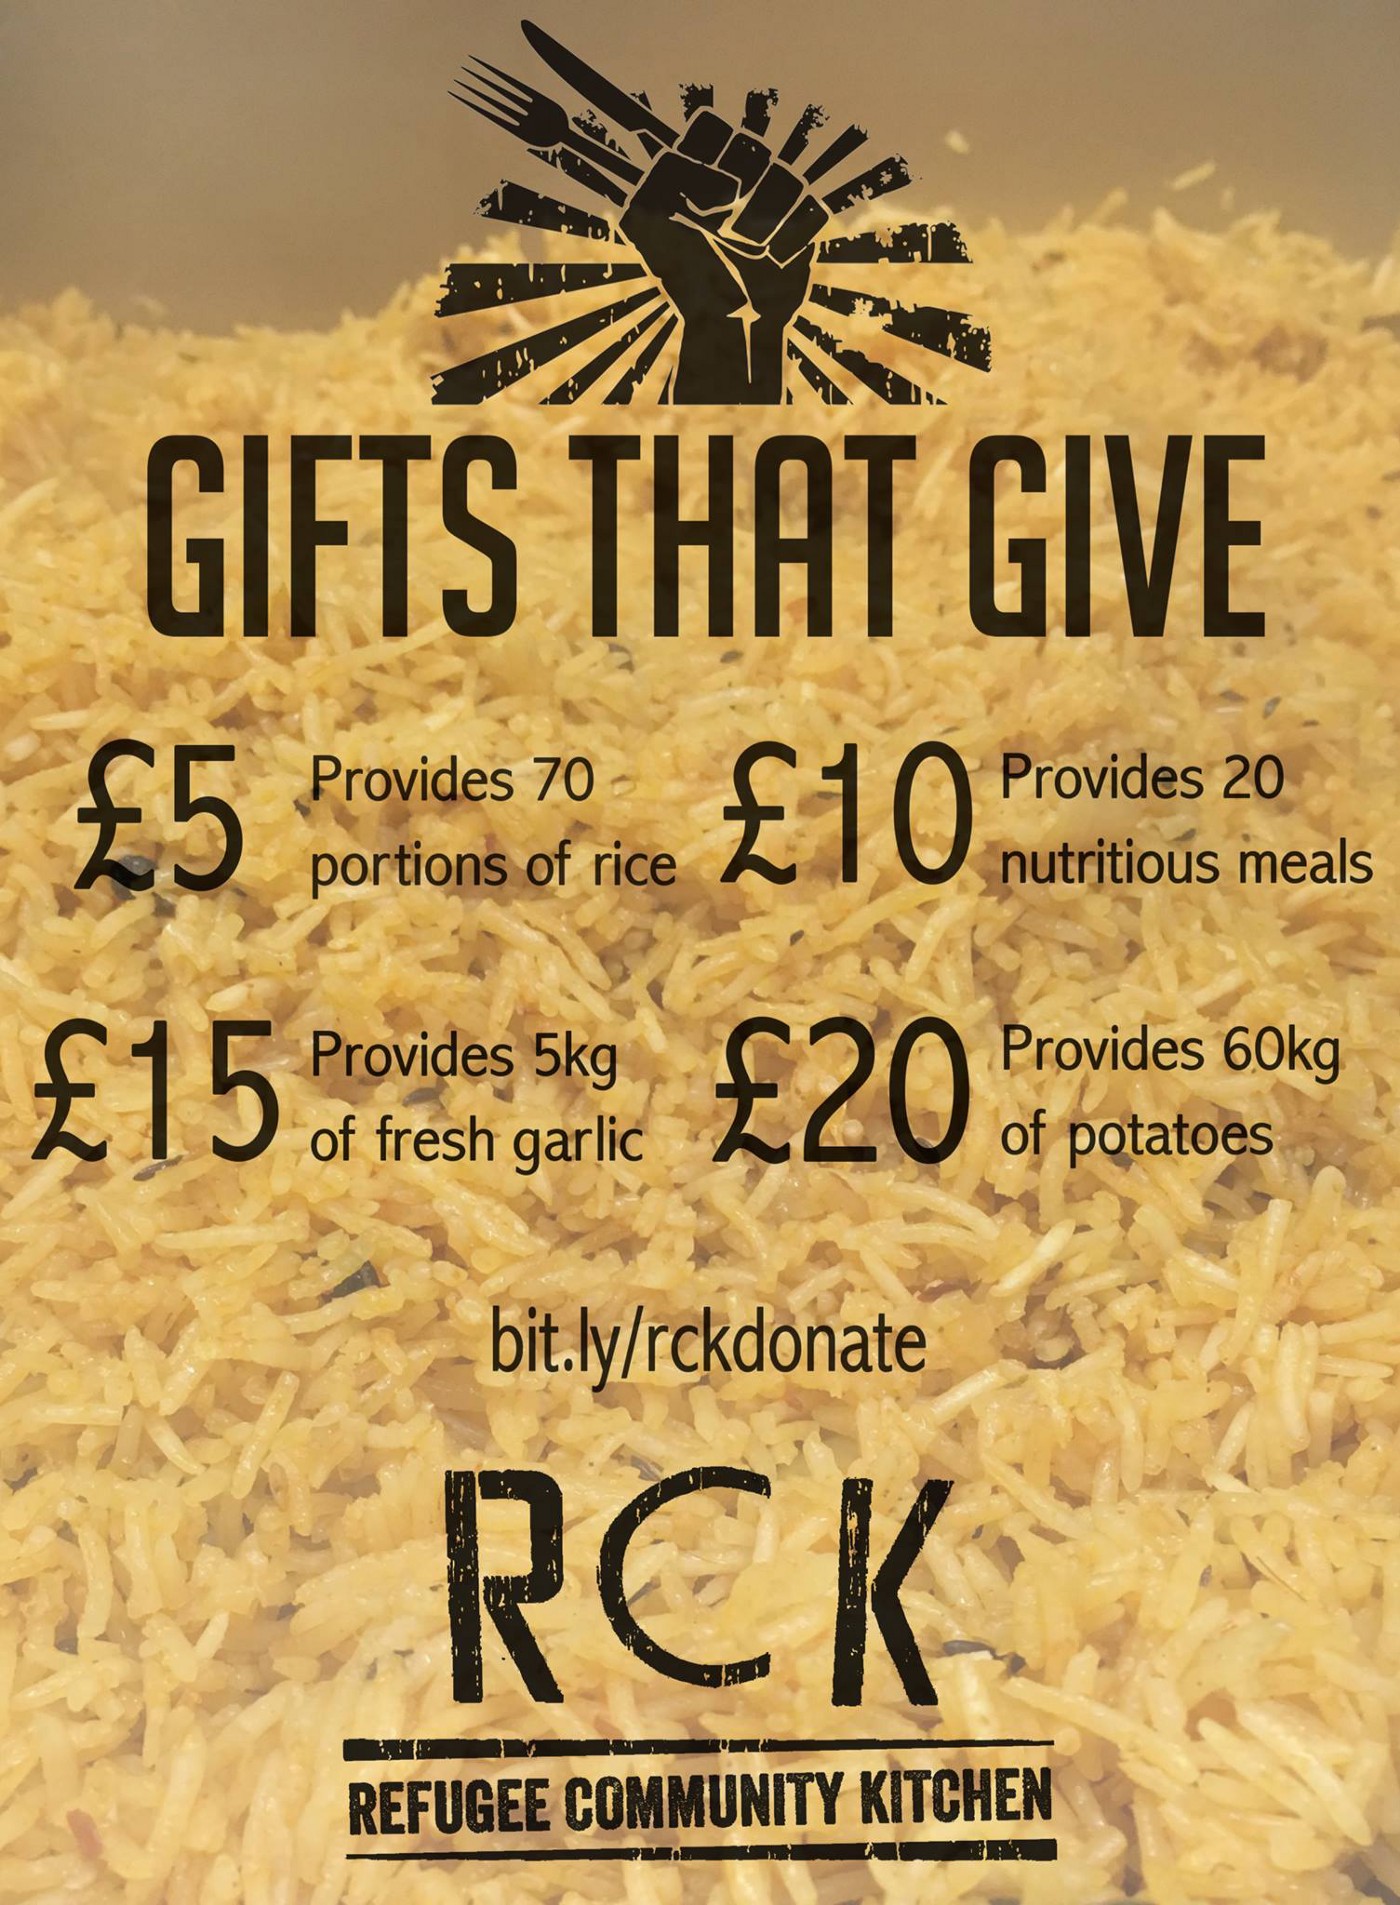 GIFTS THAT GIVE
£5 Provides 70
portions of rice
£10 Provides 20
nutritious meals
£15 Provides 5kg
of fresh garlic
£20 Provides 60kg
of potatoes
bit.ly/rckdonate
RCK
REFUGEE COMMUNITY KITCHEN